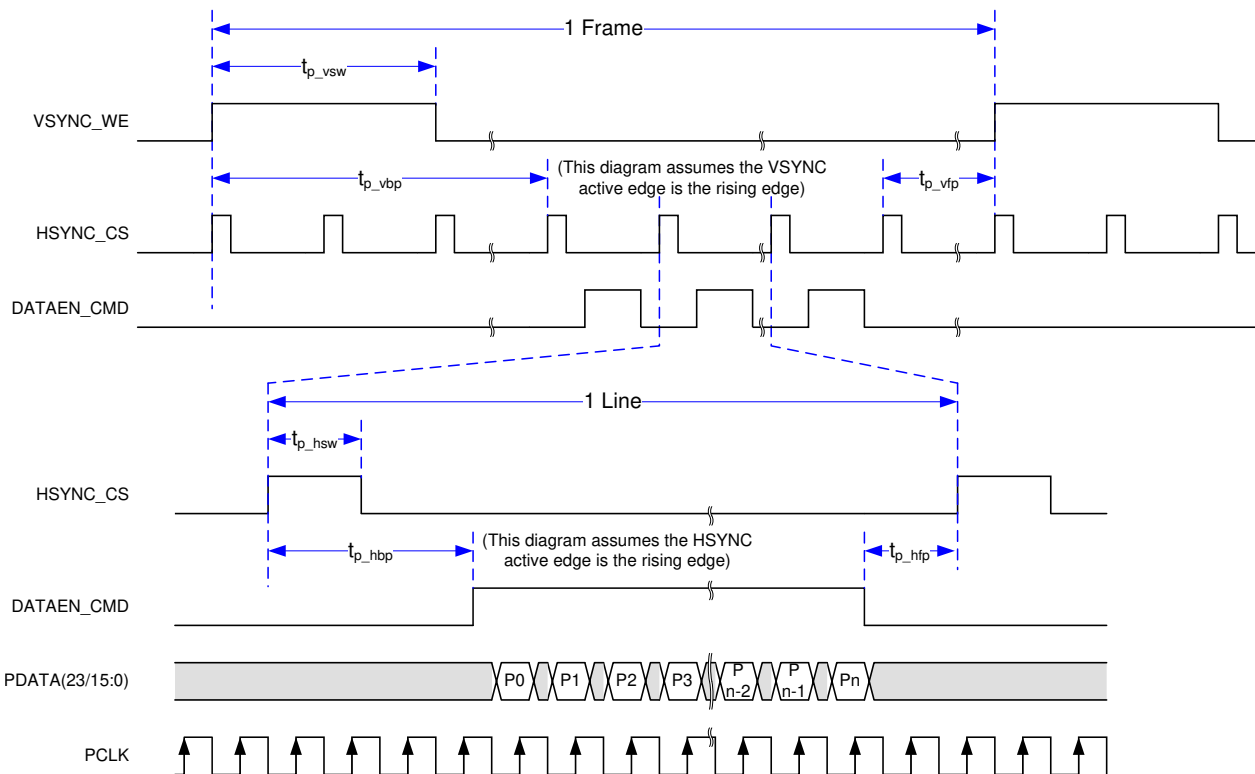 1 Frame
tp_vsw
VSYNC_WE
(This diagram assumes the VSYNC
active edge is the rising edge)
tp_vbp
tp_vfp
HSYNC_CS
DATAEN_CMD
1 Line
tp_hsw
HSYNC_CS
(This diagram assumes the HSYNC
active edge is the rising edge)
tp_hbp
tp_hfp
DATAEN_CMD
PDATA(23/15:0)
P0
P1
P2
P3
P
n-2
P
n-1
Pn
PCLK